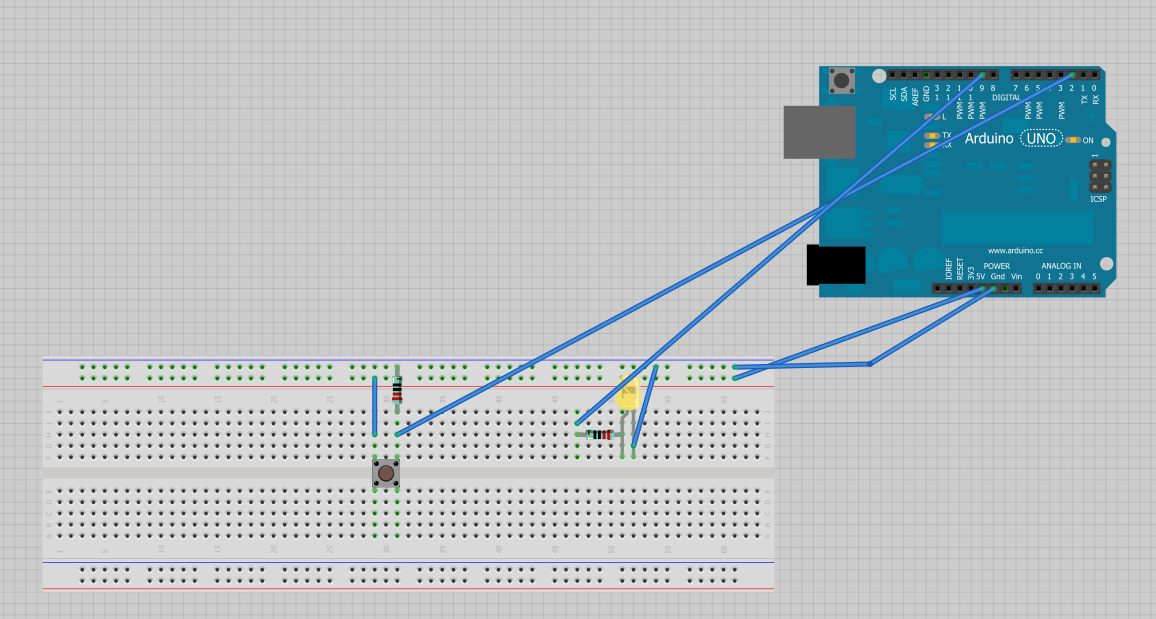 SCL SDA AREF GND 13 12 PWM 11 PWM 10 PWM 9 8 7 PWM 6 PWM 5 4 PWM 3 2 TX 1 RX 0
DIGITAL
L
TX
RX
Arduino UNO
ON
1
ICSP
www.arduino.cc
POWER
ANALOG IN
IOREF RESET 3V3 5V Gnd Vin 0 1 2 3 4 5
1 5 10 15 20 25 30 35 40 45 50 55 60
J J
I I
H H
G G
F F
E E
D D
C C
B B
A A
1 5 10 15 20 25 30 35 40 45 50 55 60